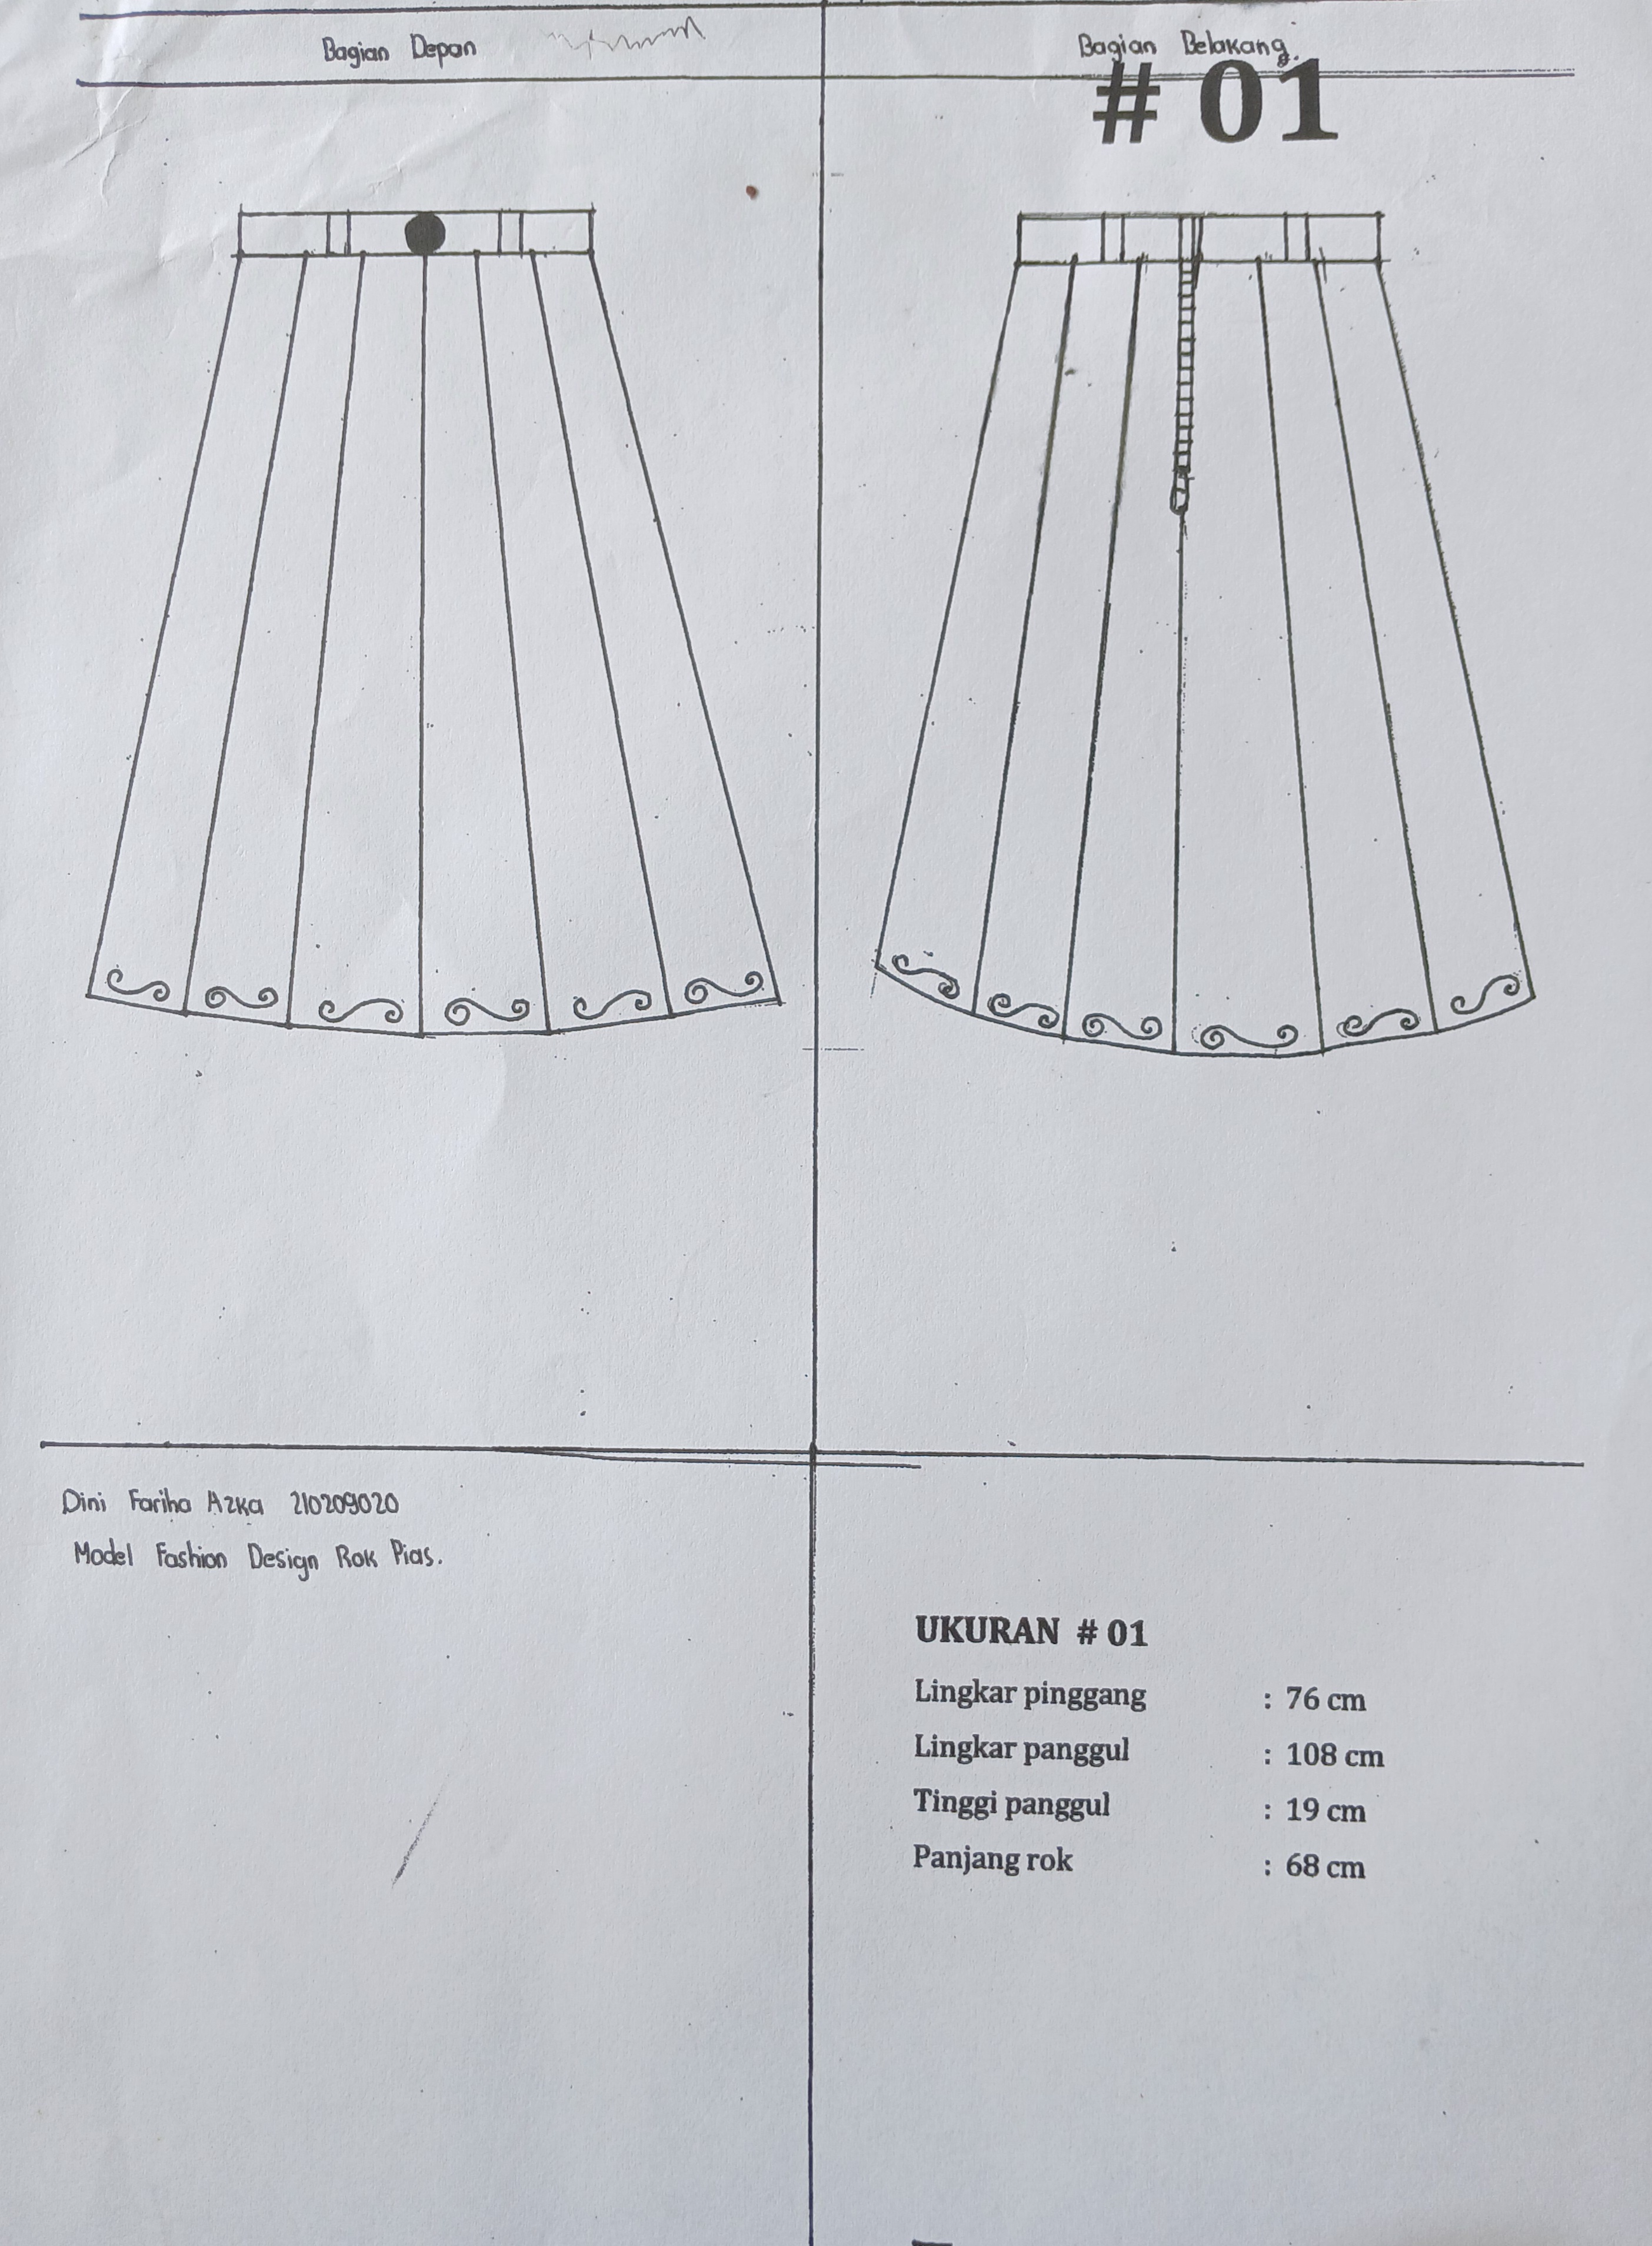 Bagian Depan
Bagian Belakang.
# 01
Dini Fariha Azka 210209020
Model Fashion Design Rok Pias.
UKURAN # 01
Lingkar pinggang : 76 cm
Lingkar panggul : 108 cm
Tinggi panggul : 19 cm
Panjang rok : 68 cm